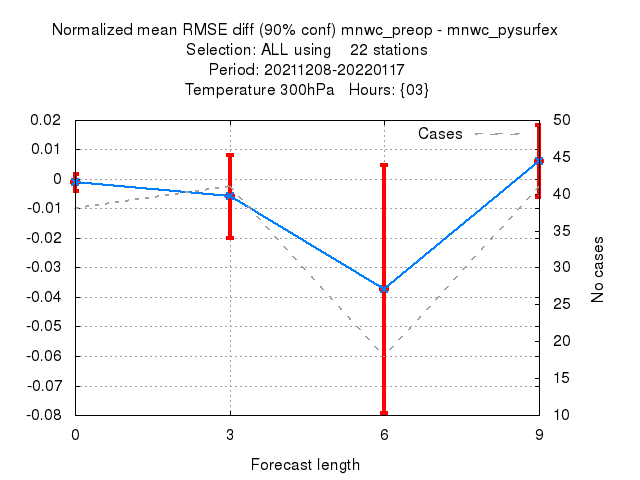 Normalized mean RMSE diff (90% conf) mnwc_preop - mnwc_pysurfex
Selection: ALL using    22 stations
Period: 20211208-20220117
Temperature 300hPa   Hours: {03}
Cases
0.02
0.01
0
-0.01
-0.02
-0.03
-0.04
-0.05
-0.06
-0.07
-0.08
50
45
40
35
30
25
20
15
10
No cases
0 3 6 9
Forecast length